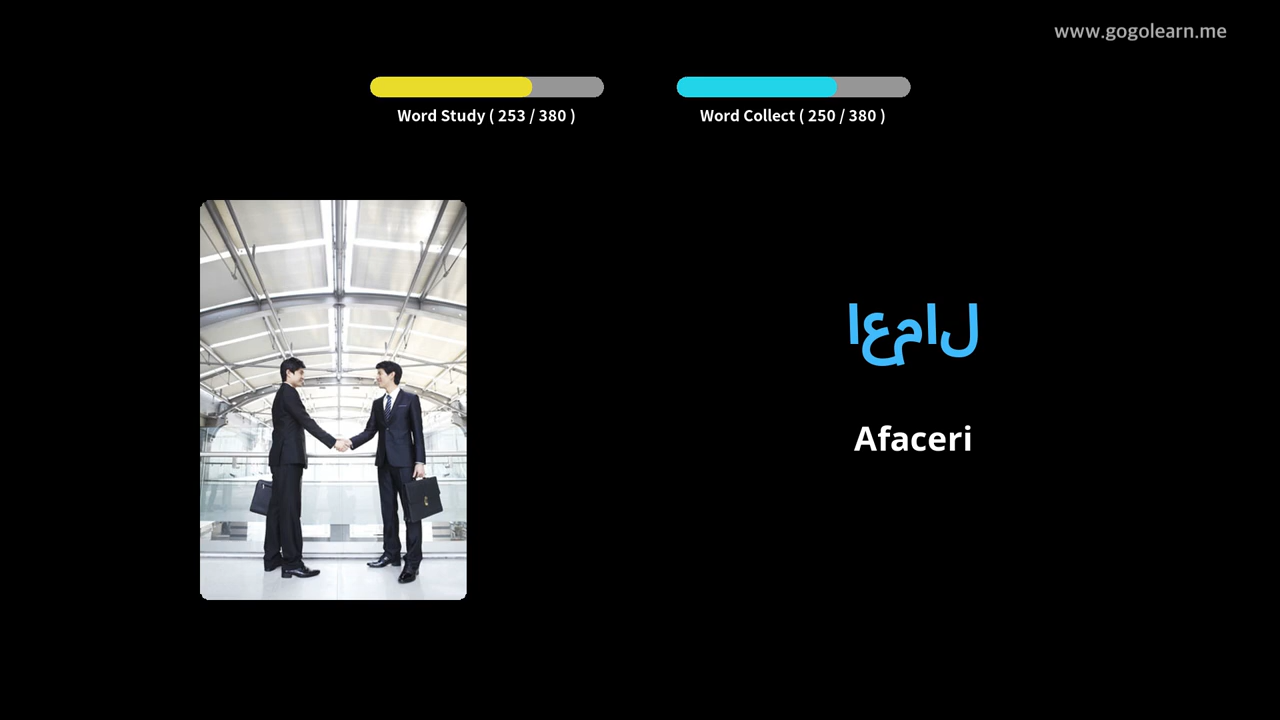 www.gogolearn.me
Word Study ( 253 / 380 )
Word Collect ( 250 / 380 )
اعمال
Afaceri